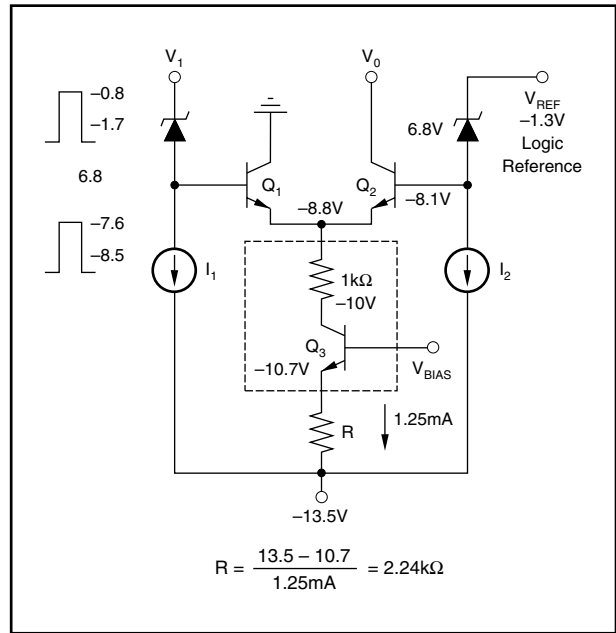 V1
V0
−0.8
−1.7
6.8
−7.6
−8.5
6.8V
VREF
−1.3V
Logic
Reference
Q1
Q2
−8.8V
−8.1V
I1
I2
1kΩ
−10V
Q3
−10.7V
VBIAS
R
1.25mA
−13.5V
R = 13.5 – 10.7 / 1.25mA = 2.24kΩ